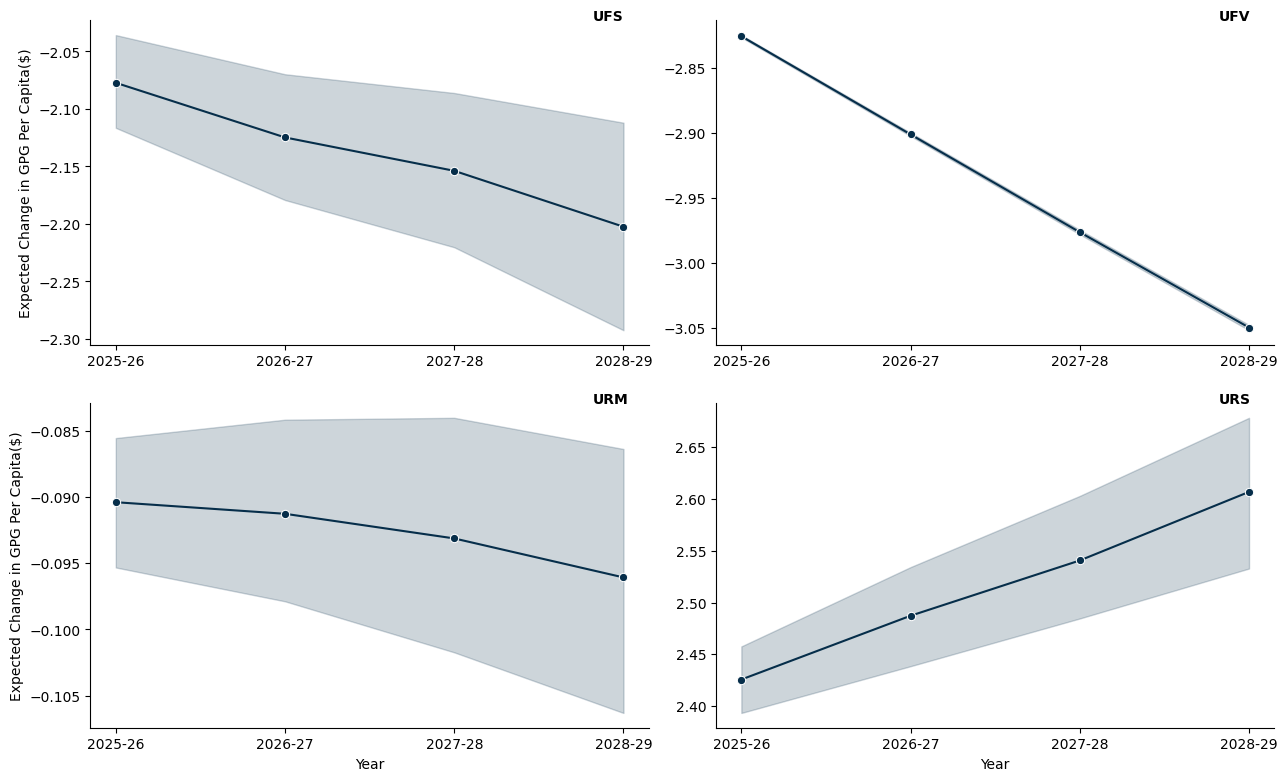 UFS
Expected Change in GPG Per Capita($)
−2.05
−2.10
−2.15
−2.20
−2.25
−2.30
2025-26 2026-27 2027-28 2028-29
UFV
−2.85
−2.90
−2.95
−3.00
−3.05
2025-26 2026-27 2027-28 2028-29
URM
Expected Change in GPG Per Capita($)
−0.085
−0.090
−0.095
−0.100
−0.105
2025-26 2026-27 2027-28 2028-29
Year
URS
2.65
2.60
2.55
2.50
2.45
2.40
2025-26 2026-27 2027-28 2028-29
Year